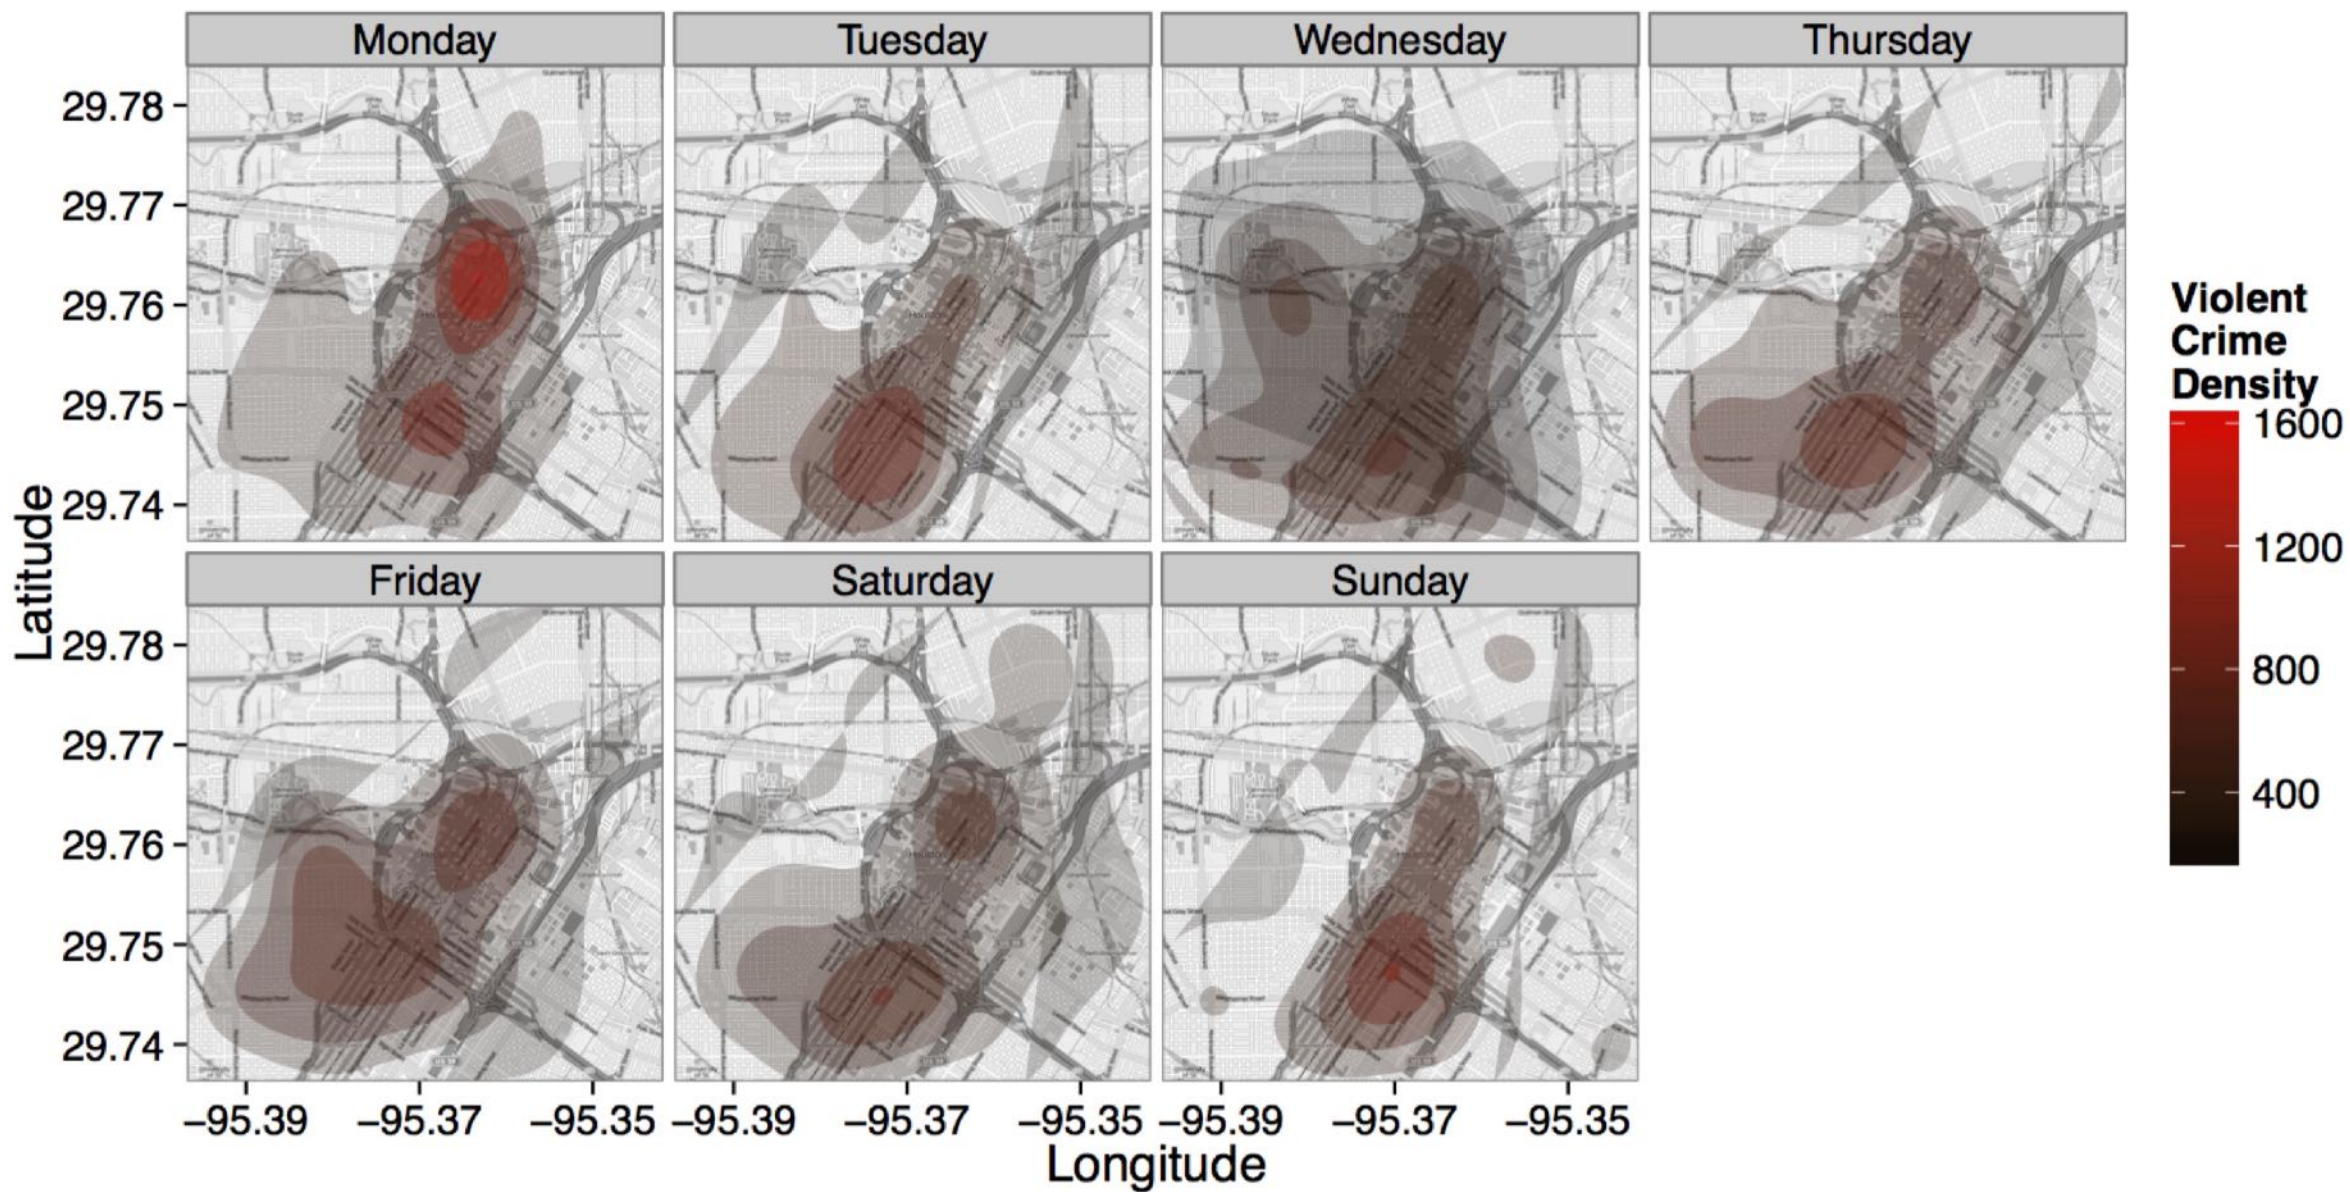 Monday
Tuesday
Wednesday
Thursday
29.78
29.77
29.76
29.75
29.74
Friday
Saturday
Sunday
29.78
29.77
29.76
29.75
29.74
Latitude
−95.39
−95.37
−95.35
−95.39
−95.37
−95.35
−95.39
−95.37
−95.35
Longitude
Violent
Crime
Density
1600
1200
800
400